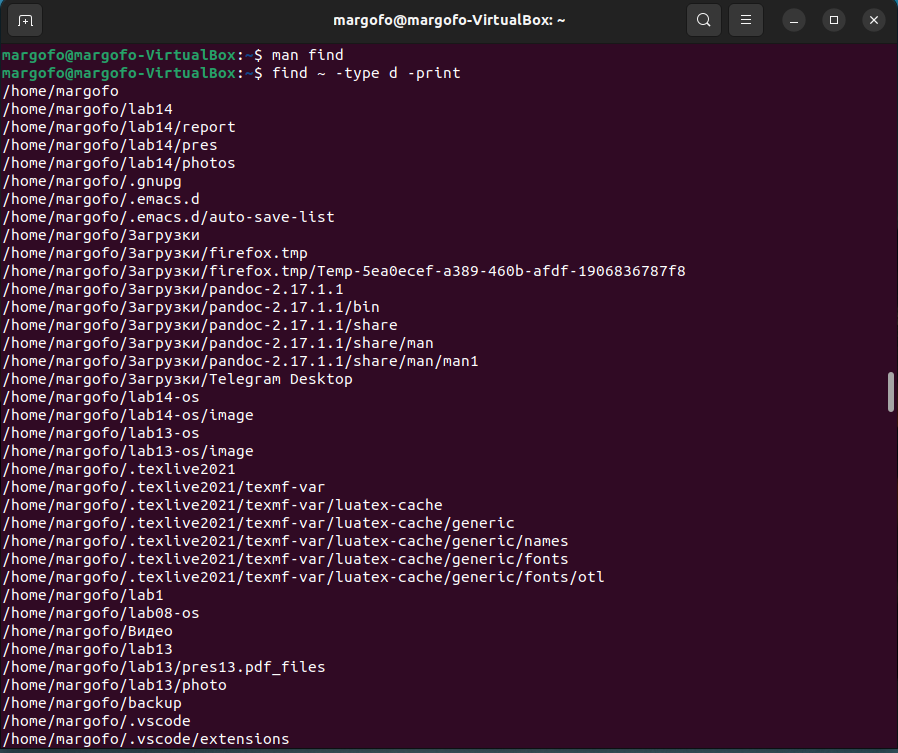 margofo@margofo-VirtualBox: ~
margofo@margofo-VirtualBox:~$ man find
margofo@margofo-VirtualBox:~$ find ~ -type d -print
/home/margofo
/home/margofo/lab14
/home/margofo/lab14/report
/home/margofo/lab14/pres
/home/margofo/lab14/photos
/home/margofo/.gnupg
/home/margofo/.emacs.d
/home/margofo/.emacs.d/auto-save-list
/home/margofo/Загрузки
/home/margofo/Загрузки/firefox.tmp
/home/margofo/Загрузки/firefox.tmp/Temp-5ea0ecef-a389-460b-afdf-1906836787f8
/home/margofo/Загрузки/pandoc-2.17.1.1
/home/margofo/Загрузки/pandoc-2.17.1.1/bin
/home/margofo/Загрузки/pandoc-2.17.1.1/share
/home/margofo/Загрузки/pandoc-2.17.1.1/share/man
/home/margofo/Загрузки/pandoc-2.17.1.1/share/man/man1
/home/margofo/Загрузки/Telegram Desktop
/home/margofo/lab14-os
/home/margofo/lab14-os/image
/home/margofo/lab13-os
/home/margofo/lab13-os/image
/home/margofo/.texlive2021
/home/margofo/.texlive2021/texmf-var
/home/margofo/.texlive2021/texmf-var/luatex-cache
/home/margofo/.texlive2021/texmf-var/luatex-cache/generic
/home/margofo/.texlive2021/texmf-var/luatex-cache/generic/names
/home/margofo/.texlive2021/texmf-var/luatex-cache/generic/fonts
/home/margofo/.texlive2021/texmf-var/luatex-cache/generic/fonts/otl
/home/margofo/lab1
/home/margofo/lab08-os
/home/margofo/Видео
/home/margofo/lab13
/home/margofo/lab13/pres13.pdf_files
/home/margofo/lab13/photo
/home/margofo/backup
/home/margofo/.vscode
/home/margofo/.vscode/extensions